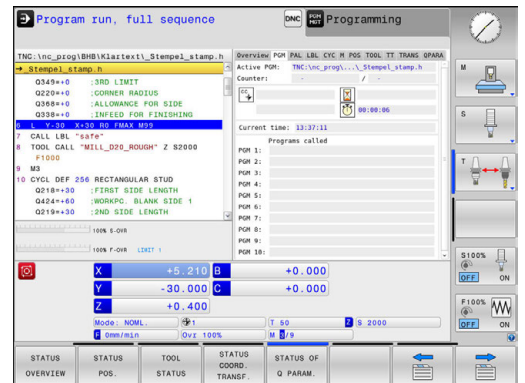 Program run, full sequence
DNC
PGM MGT
Programming
TNC:\nc_prog\BHB\Klartext\_Stempel_stamp.h
→_Stempel_stamp.h
Q349=+0 ;3RD LIMIT
Q220=+0 ;CORNER RADIUS
Q368=+0 ;ALLOWANCE FOR SIDE
Q338=+0 ;INFEED FOR FINISHING
6 L Y-30 X+30 R0 FMAX M99
7 CALL LBL "safe"
8 TOOL CALL "MILL_D20_ROUGH" Z S2000
F1000
9 M3
10 CYCL DEF 256 RECTANGULAR STUD
Q218=+30 ;FIRST SIDE LENGTH
Q424=+60 ;WORKPC. BLANK SIDE 1
Q219=+30 ;2ND SIDE LENGTH
100% S-OVR
100% F-OVR LIMIT 1
Overview PGM PAL LBL CYC M POS TOOL TT TRANS QPARA
Active PGM: TNC:\nc_prog\...\_Stempel_stamp.h
Counter: - / -
00:00:06
Current time: 13:37:11
Programs called
PGM 1:
PGM 2:
PGM 3:
PGM 4:
PGM 5:
PGM 6:
PGM 7:
PGM 8:
PGM 9:
PGM 10:
X +5.210 B +0.000
Y -30.000 C +0.000
Z +0.400
Mode: NOML. 1 T 50 Z S 2000
F 0mm/min Ovr 100% M 3/9
M
S
T
S100%
OFF ON
F100%
OFF ON
STATUS OVERVIEW
STATUS POS.
TOOL STATUS
STATUS COORD. TRANSF.
STATUS OF Q PARAM.